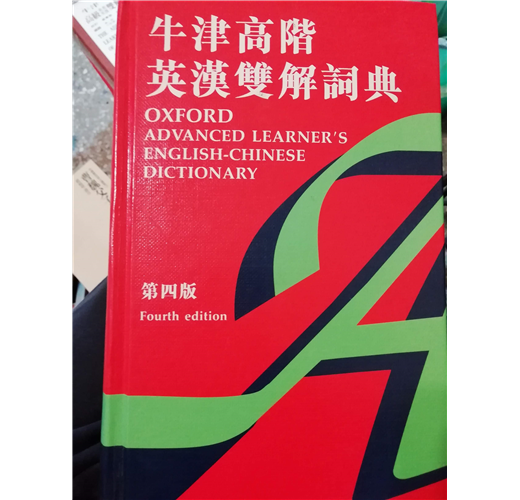 牛津高階
英漢雙解詞典
OXFORD
ADVANCED LEARNER'S
ENGLISH-CHINESE
DICTIONARY
第四版
Fourth edition